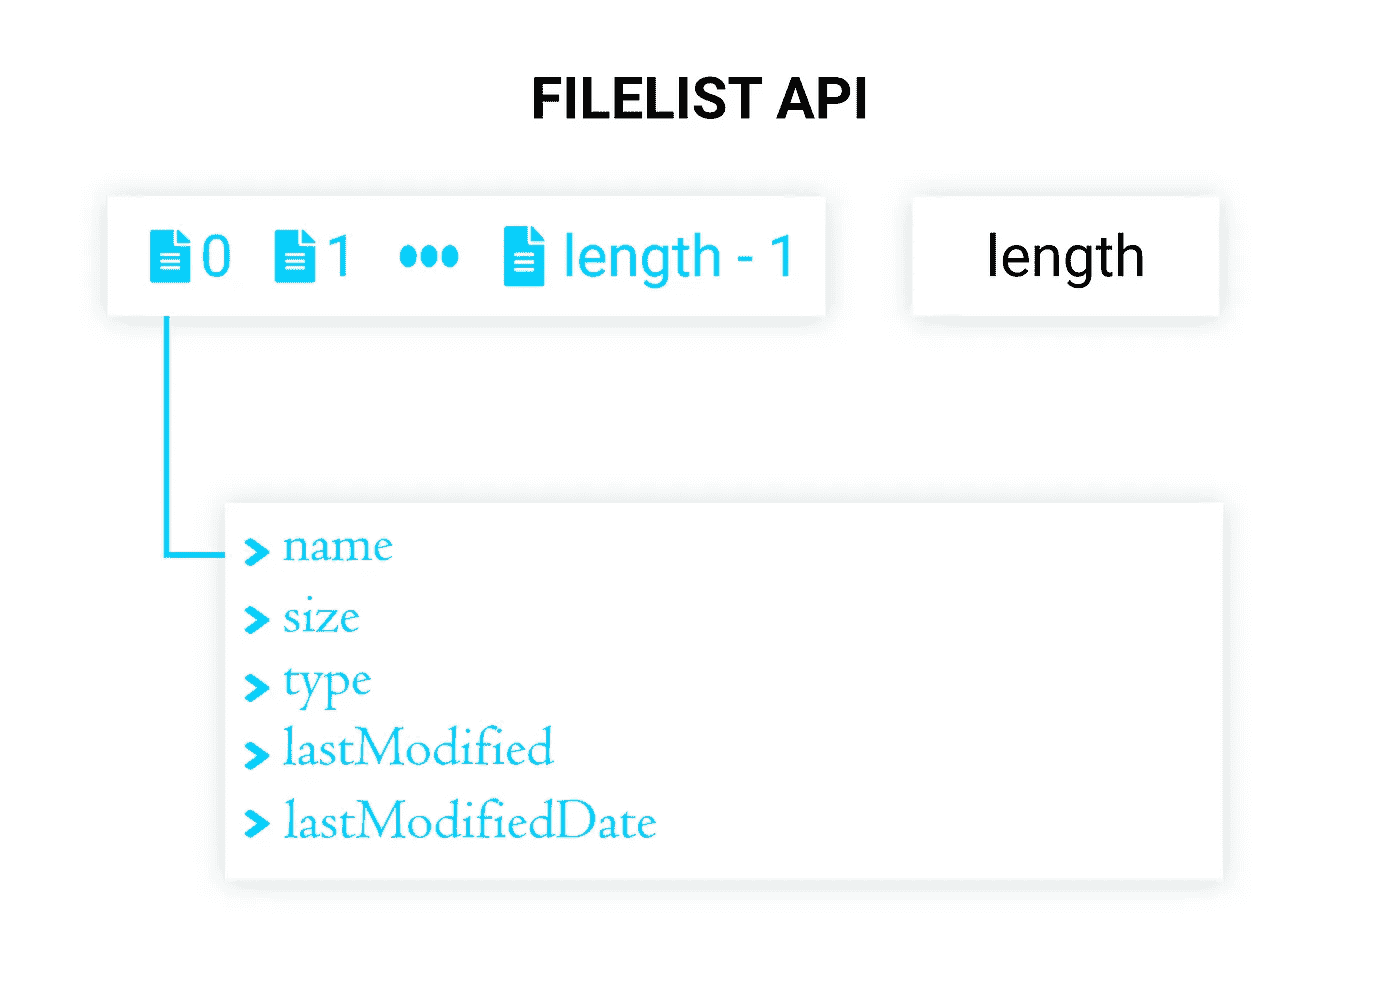 FILELIST API
0 1 ••• length - 1
length
> name
> size
> type
> lastModified
> lastModifiedDate